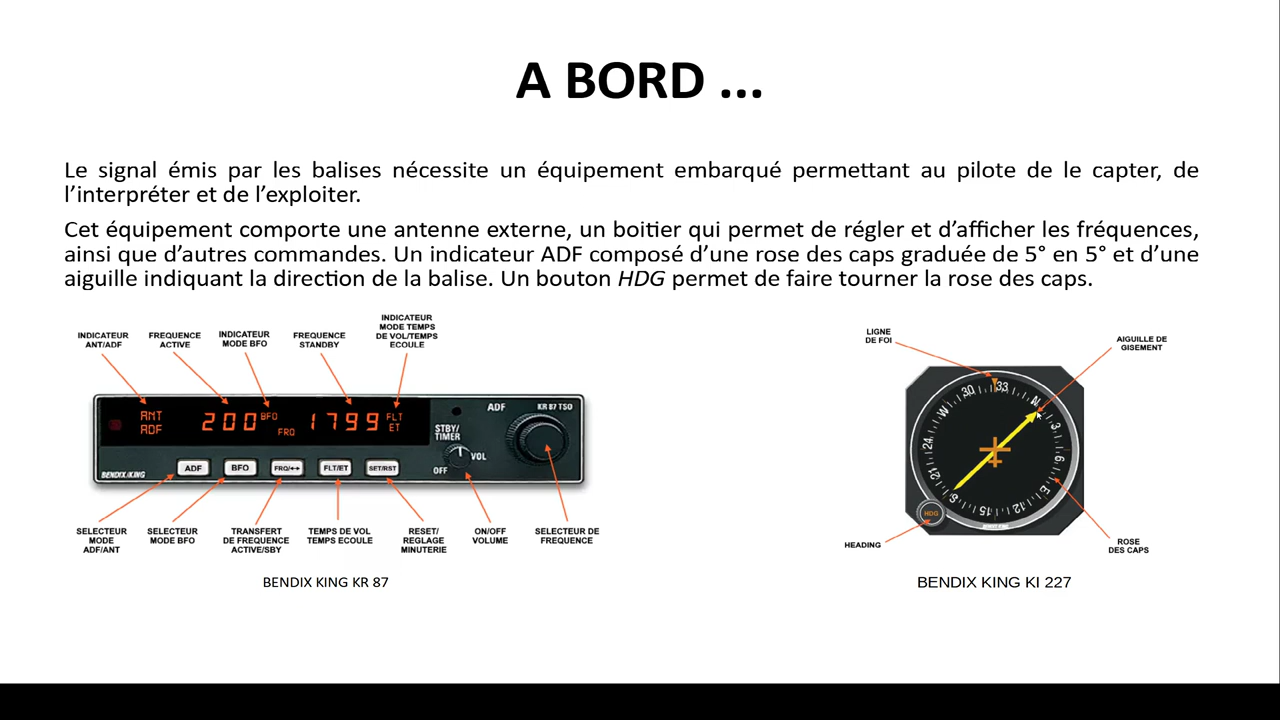 A BORD ...
Le signal émis par les balises nécessite un équipement embarqué permettant au pilote de le capter, de
l’interpréter et de l’exploiter.
Cet équipement comporte une antenne externe, un boitier qui permet de régler et d’afficher les fréquences,
ainsi que d’autres commandes. Un indicateur ADF composé d’une rose des caps graduée de 5° en 5° et d’une
aiguille indiquant la direction de la balise. Un bouton HDG permet de faire tourner la rose des caps.
INDICATEUR
ANT/ADF
FREQUENCE
ACTIVE
INDICATEUR
MODE BFO
FREQUENCE
STANDBY
INDICATEUR
MODE TEMPS
DE VOL/TEMPS
ECOULE
ANT
ADF
200
BFO
FRQ
1799
FLT
ET
ADF
KR 87 TSO
STBY/
TIMER
VOL
OFF
BENDIX/KING
ADF
BFO
FRQ/↔
FLT/ET
SET/RST
SELECTEUR
MODE
ADF/ANT
SELECTEUR
MODE BFO
TRANSFERT
DE FREQUENCE
ACTIVE/SBY
TEMPS DE VOL
TEMPS ECOULE
RESET/
REGLAGE
MINUTERIE
ON/OFF
VOLUME
SELECTEUR DE
FREQUENCE
BENDIX KING KR 87
LIGNE
DE FOI
AIGUILLE DE
GISEMENT
33
N
3
6
E
12
15
S
21
24
W
30
HDG
HEADING
ROSE
DES CAPS
BENDIX KING KI 227